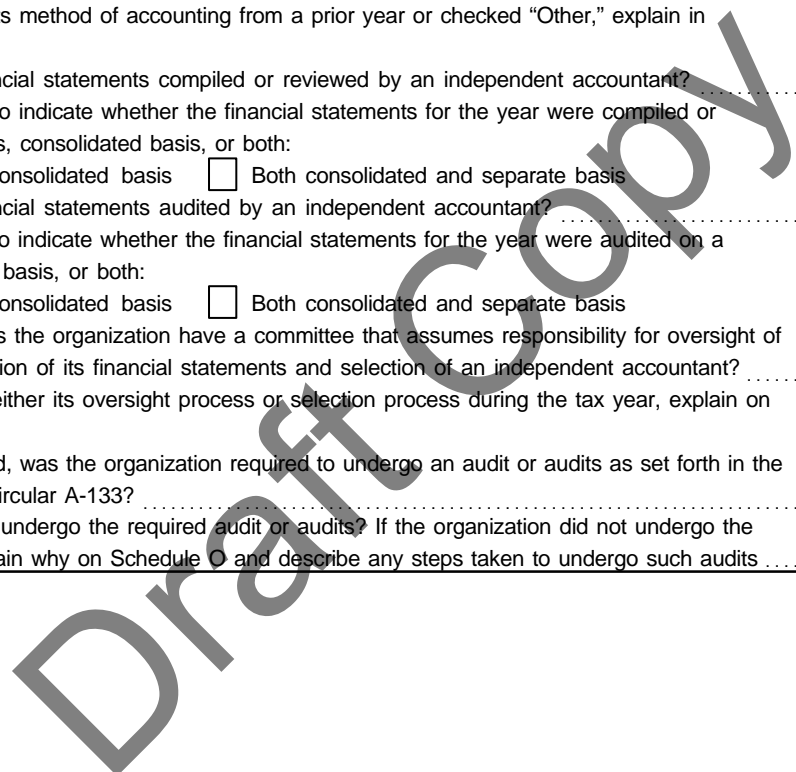 ts method of accounting from a prior year or checked “Other,” explain in
ncial statements compiled or reviewed by an independent accountant?
o indicate whether the financial statements for the year were compiled or
s, consolidated basis, or both:
onsolidated basis Both consolidated and separate basis
ncial statements audited by an independent accountant?
o indicate whether the financial statements for the year were audited on a
basis, or both:
onsolidated basis Both consolidated and separate basis
s the organization have a committee that assumes responsibility for oversight of
tion of its financial statements and selection of an independent accountant?
either its oversight process or selection process during the tax year, explain on
d, was the organization required to undergo an audit or audits as set forth in the
ircular A-133?
undergo the required audit or audits? If the organization did not undergo the
ain why on Schedule O and describe any steps taken to undergo such audits
Draft Copy